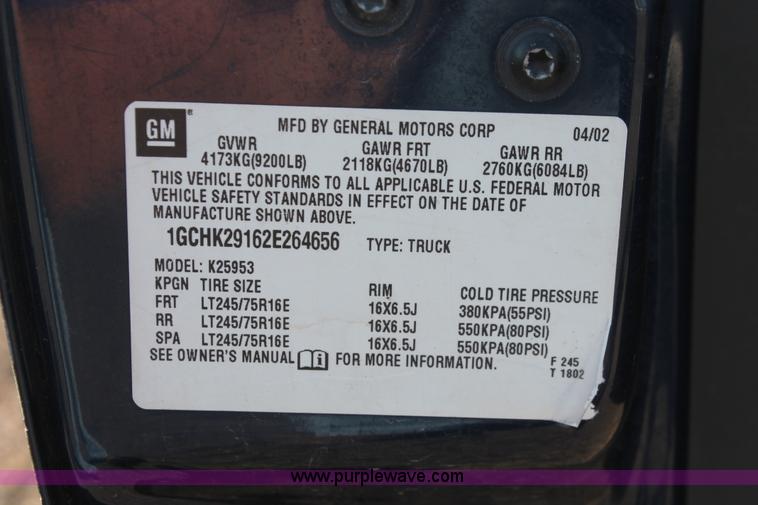 GM ®
MFD BY GENERAL MOTORS CORP 04/02
GVWR GAWR FRT GAWR RR
4173KG(9200LB) 2118KG(4670LB) 2760KG(6084LB)
THIS VEHICLE CONFORMS TO ALL APPLICABLE U.S. FEDERAL MOTOR
VEHICLE SAFETY STANDARDS IN EFFECT ON THE DATE OF
MANUFACTURE SHOWN ABOVE.
1GCHK29162E264656 TYPE: TRUCK
MODEL: K25953
KPGN TIRE SIZE RIM COLD TIRE PRESSURE
FRT LT245/75R16E 16X6.5J 380KPA(55PSI)
RR LT245/75R16E 16X6.5J 550KPA(80PSI)
SPA LT245/75R16E 16X6.5J 550KPA(80PSI)
SEE OWNER'S MANUAL i FOR MORE INFORMATION.
F 245
T 1802
www.purplewave.com